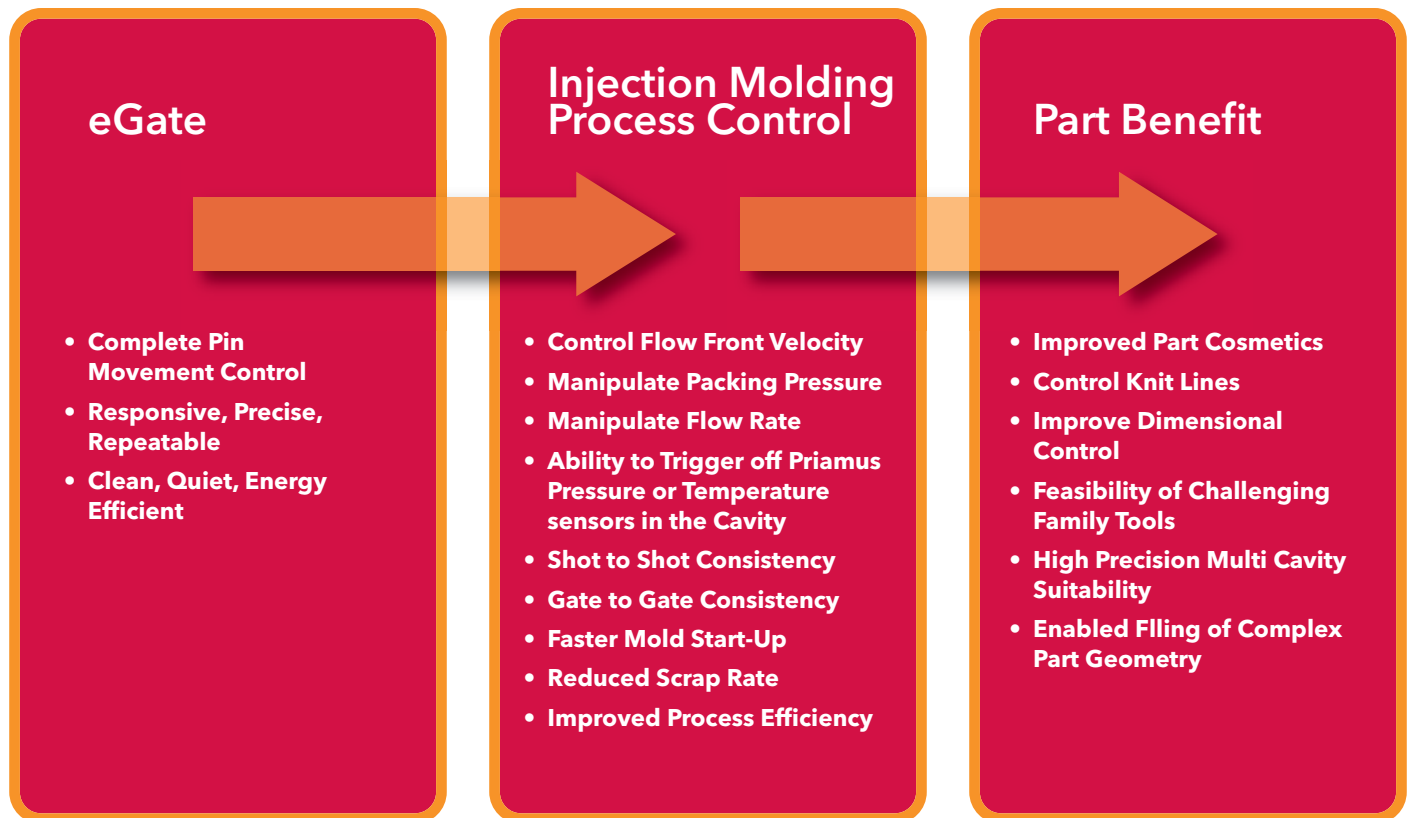 eGate
• Complete Pin
Movement Control
• Responsive, Precise,
Repeatable
• Clean, Quiet, Energy
Efficient
Injection Molding
Process Control
• Control Flow Front Velocity
• Manipulate Packing Pressure
• Manipulate Flow Rate
• Ability to Trigger off Priamus
Pressure or Temperature
sensors in the Cavity
• Shot to Shot Consistency
• Gate to Gate Consistency
• Faster Mold Start-Up
• Reduced Scrap Rate
• Improved Process Efficiency
Part Benefit
• Improved Part Cosmetics
• Control Knit Lines
• Improve Dimensional
Control
• Feasibility of Challenging
Family Tools
• High Precision Multi Cavity
Suitability
• Enabled Flling of Complex
Part Geometry